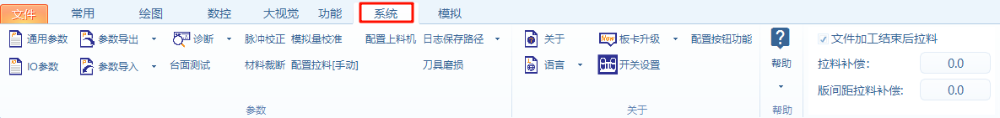 文件 常用 绘图 数控 大视觉 功能 系统 模拟
通用参数 参数导出 诊断 脉冲校正 模拟量校准 配置上料机 日志保存路径 关于 板卡升级 配置按钮功能 文件加工结束后拉料
IO参数 参数导入 台面测试 材料裁断 配置拉料[手动] 刀具磨损 语言 开关设置 帮助 拉料补偿: 0.0
版间距拉料补偿: 0.0
参数 关于 帮助